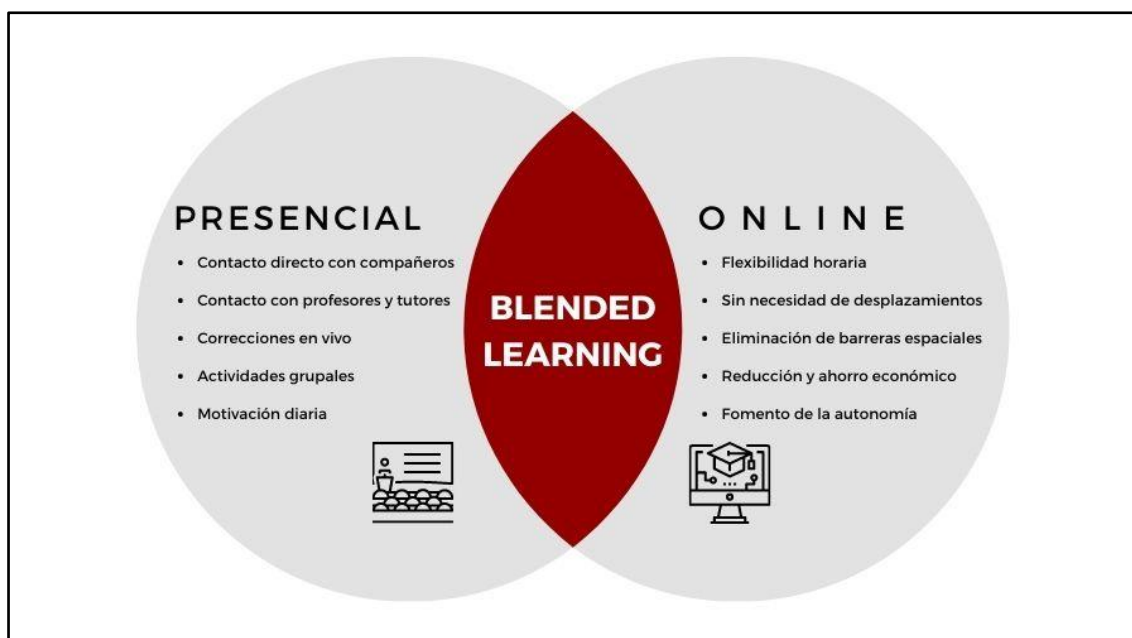 PRESENCIAL
• Contacto directo con compañeros
• Contacto con profesores y tutores
• Correcciones en vivo
• Actividades grupales
• Motivación diaria
BLENDED
LEARNING
ONLINE
• Flexibilidad horaria
• Sin necesidad de desplazamientos
• Eliminación de barreras espaciales
• Reducción y ahorro económico
• Fomento de la autonomía